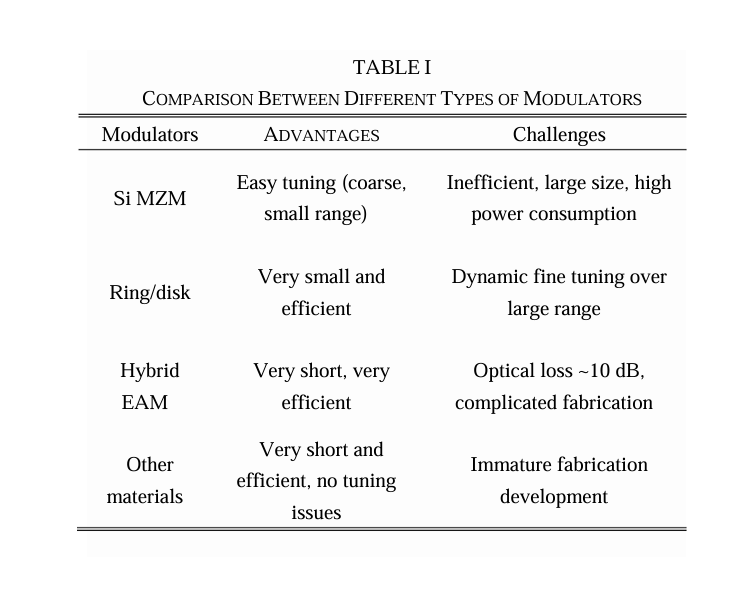 TABLE I
COMPARISON BETWEEN DIFFERENT TYPES OF MODULATORS
Modulators ADVANTAGES Challenges
Si MZM
Easy tuning (coarse,
small range)
Inefficient, large size, high
power consumption
Ring/disk
Very small and
efficient
Dynamic fine tuning over
large range
Hybrid
EAM
Very short, very
efficient
Optical loss ~10 dB,
complicated fabrication
Other
materials
Very short and
efficient, no tuning
issues
Immature fabrication
development